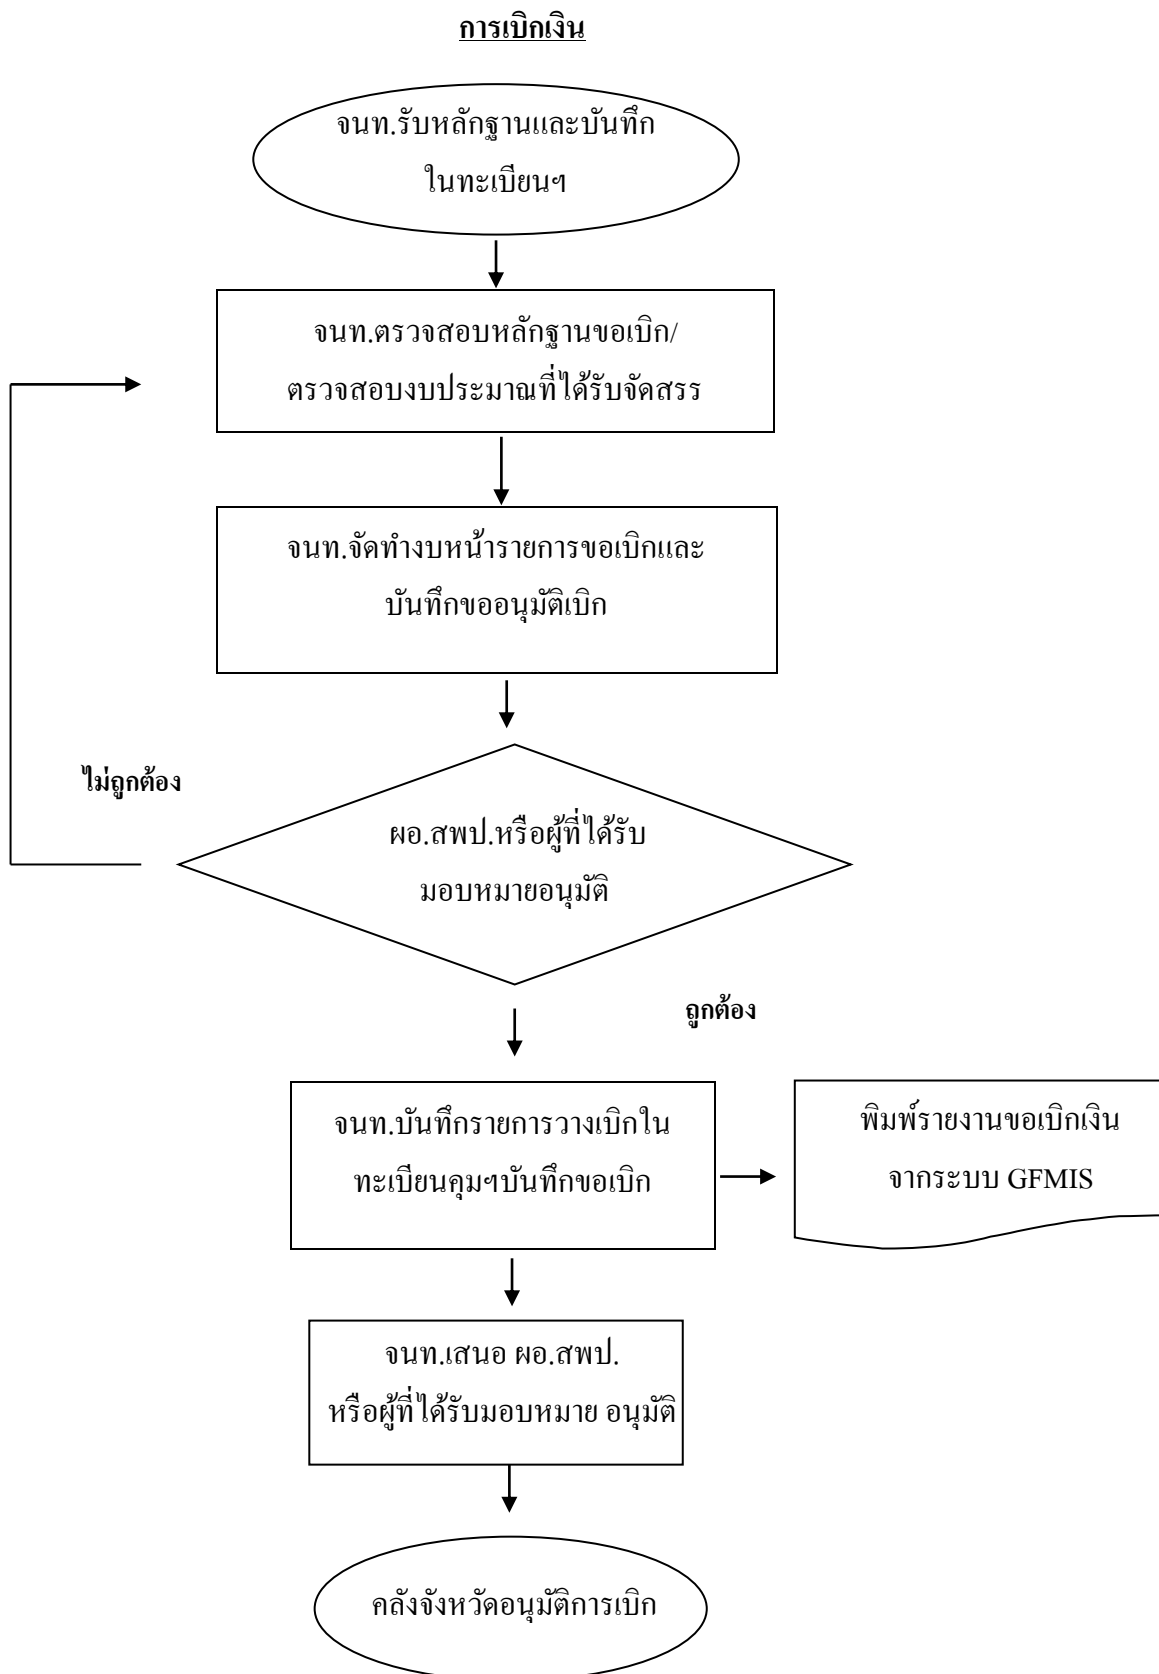 การเบิกเงิน
จนท.รับหลักฐานและบันทึก
ในทะเบียนฯ
จนท.ตรวจสอบหลักฐานขอเบิก/
ตรวจสอบงบประมาณที่ได้รับจัดสรร
จนท.จัดทำงบหน้ารายการขอเบิกและ
บันทึกขออนุมัติเบิก
ไม่ถูกต้อง
ผอ.สพป.หรือผู้ที่ได้รับ
มอบหมายอนุมัติ
ถูกต้อง
จนท.บันทึกรายการวางเบิกใน
ทะเบียนคุมฯบันทึกขอเบิก
พิมพ์รายงานขอเบิกเงิน
จากระบบ GFMIS
จนท.เสนอ ผอ.สพป.
หรือผู้ที่ได้รับมอบหมาย อนุมัติ
คลังจังหวัดอนุมัติการเบิก